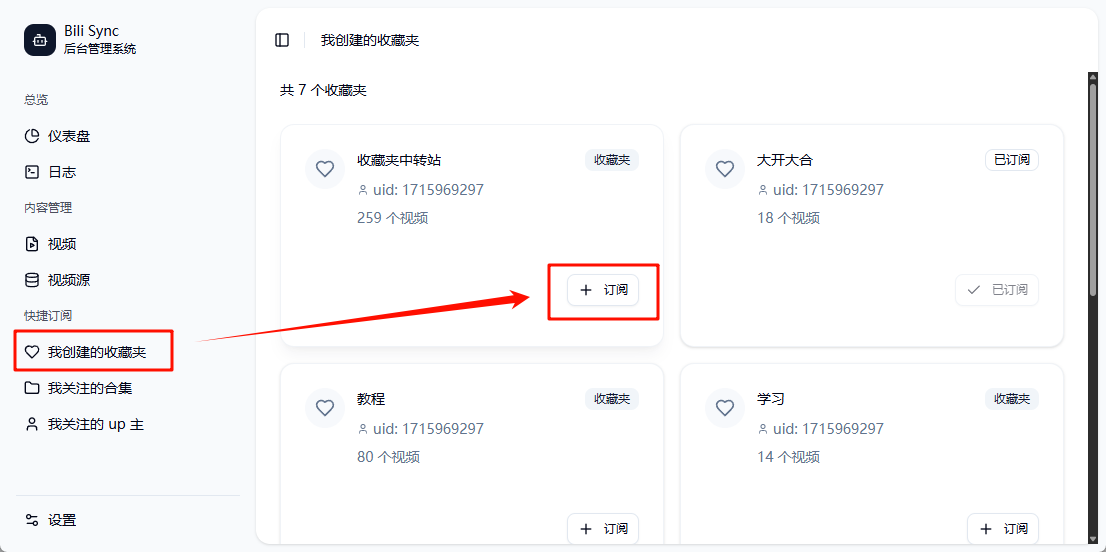 Bili Sync
后台管理系统
总览
仪表盘
日志
内容管理
视频
视频源
快捷订阅
我创建的收藏夹
我关注的合集
我关注的 up 主
设置
我创建的收藏夹
共 7 个收藏夹
收藏夹中转站
收藏夹
uid: 1715969297
259 个视频
订阅
大开大合
已订阅
uid: 1715969297
18 个视频
已订阅
教程
收藏夹
uid: 1715969297
80 个视频
订阅
学习
收藏夹
uid: 1715969297
14 个视频
订阅